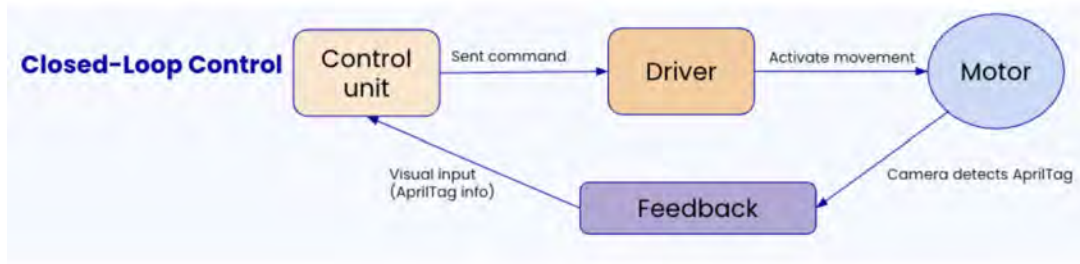 Closed-Loop Control
Control
unit
Sent command
Driver
Activate movement
Motor
Visual input
(AprilTag info)
Feedback
Camera detects AprilTag